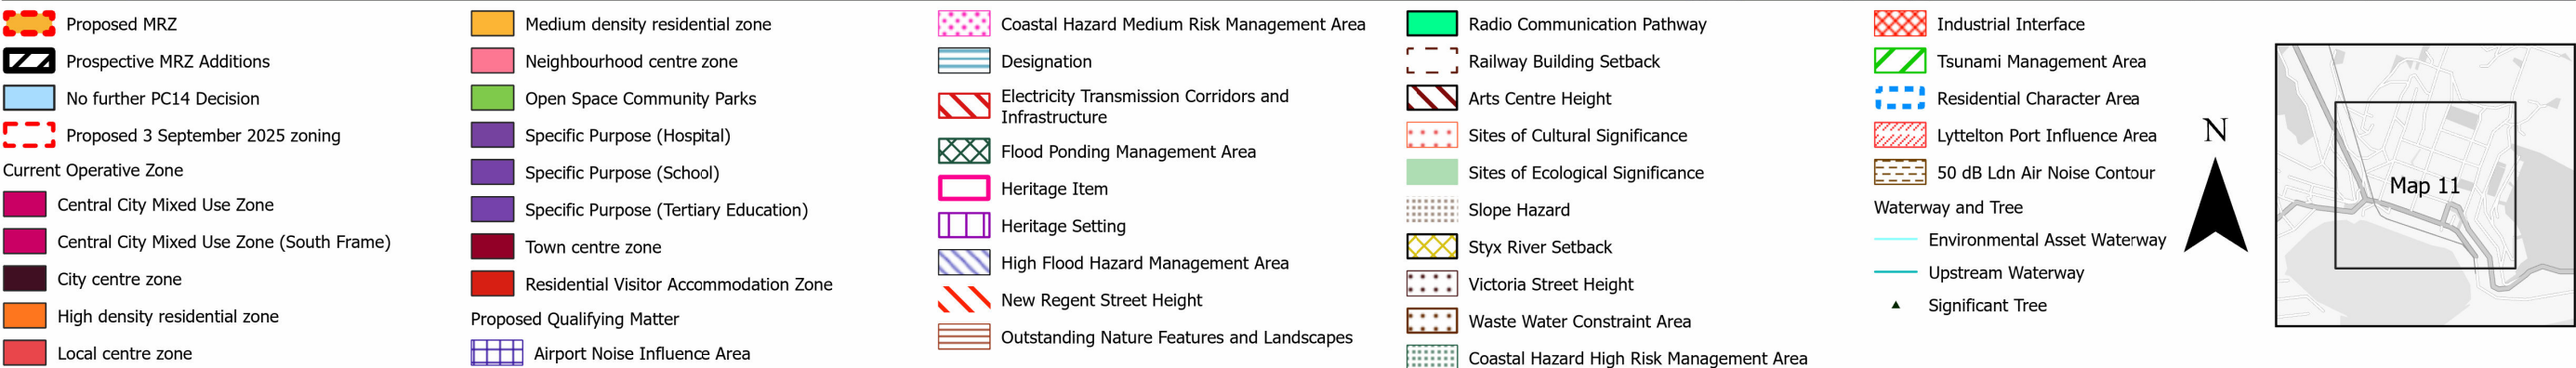 Proposed MRZ
Prospective MRZ Additions
No further PC14 Decision
Proposed 3 September 2025 zoning
Current Operative Zone
Central City Mixed Use Zone
Central City Mixed Use Zone (South Frame)
City centre zone
High density residential zone
Local centre zone
Medium density residential zone
Neighbourhood centre zone
Open Space Community Parks
Specific Purpose (Hospital)
Specific Purpose (School)
Specific Purpose (Tertiary Education)
Town centre zone
Residential Visitor Accommodation Zone
Proposed Qualifying Matter
Airport Noise Influence Area
Coastal Hazard Medium Risk Management Area
Designation
Electricity Transmission Corridors and
Infrastructure
Flood Ponding Management Area
Heritage Item
Heritage Setting
High Flood Hazard Management Area
New Regent Street Height
Outstanding Nature Features and Landscapes
Radio Communication Pathway
Railway Building Setback
Arts Centre Height
Sites of Cultural Significance
Sites of Ecological Significance
Slope Hazard
Styx River Setback
Victoria Street Height
Waste Water Constraint Area
Coastal Hazard High Risk Management Area
Industrial Interface
Tsunami Management Area
Residential Character Area
Lyttelton Port Influence Area
50 dB Ldn Air Noise Contour
Waterway and Tree
Environmental Asset Waterway
Upstream Waterway
Significant Tree
N
Map 11